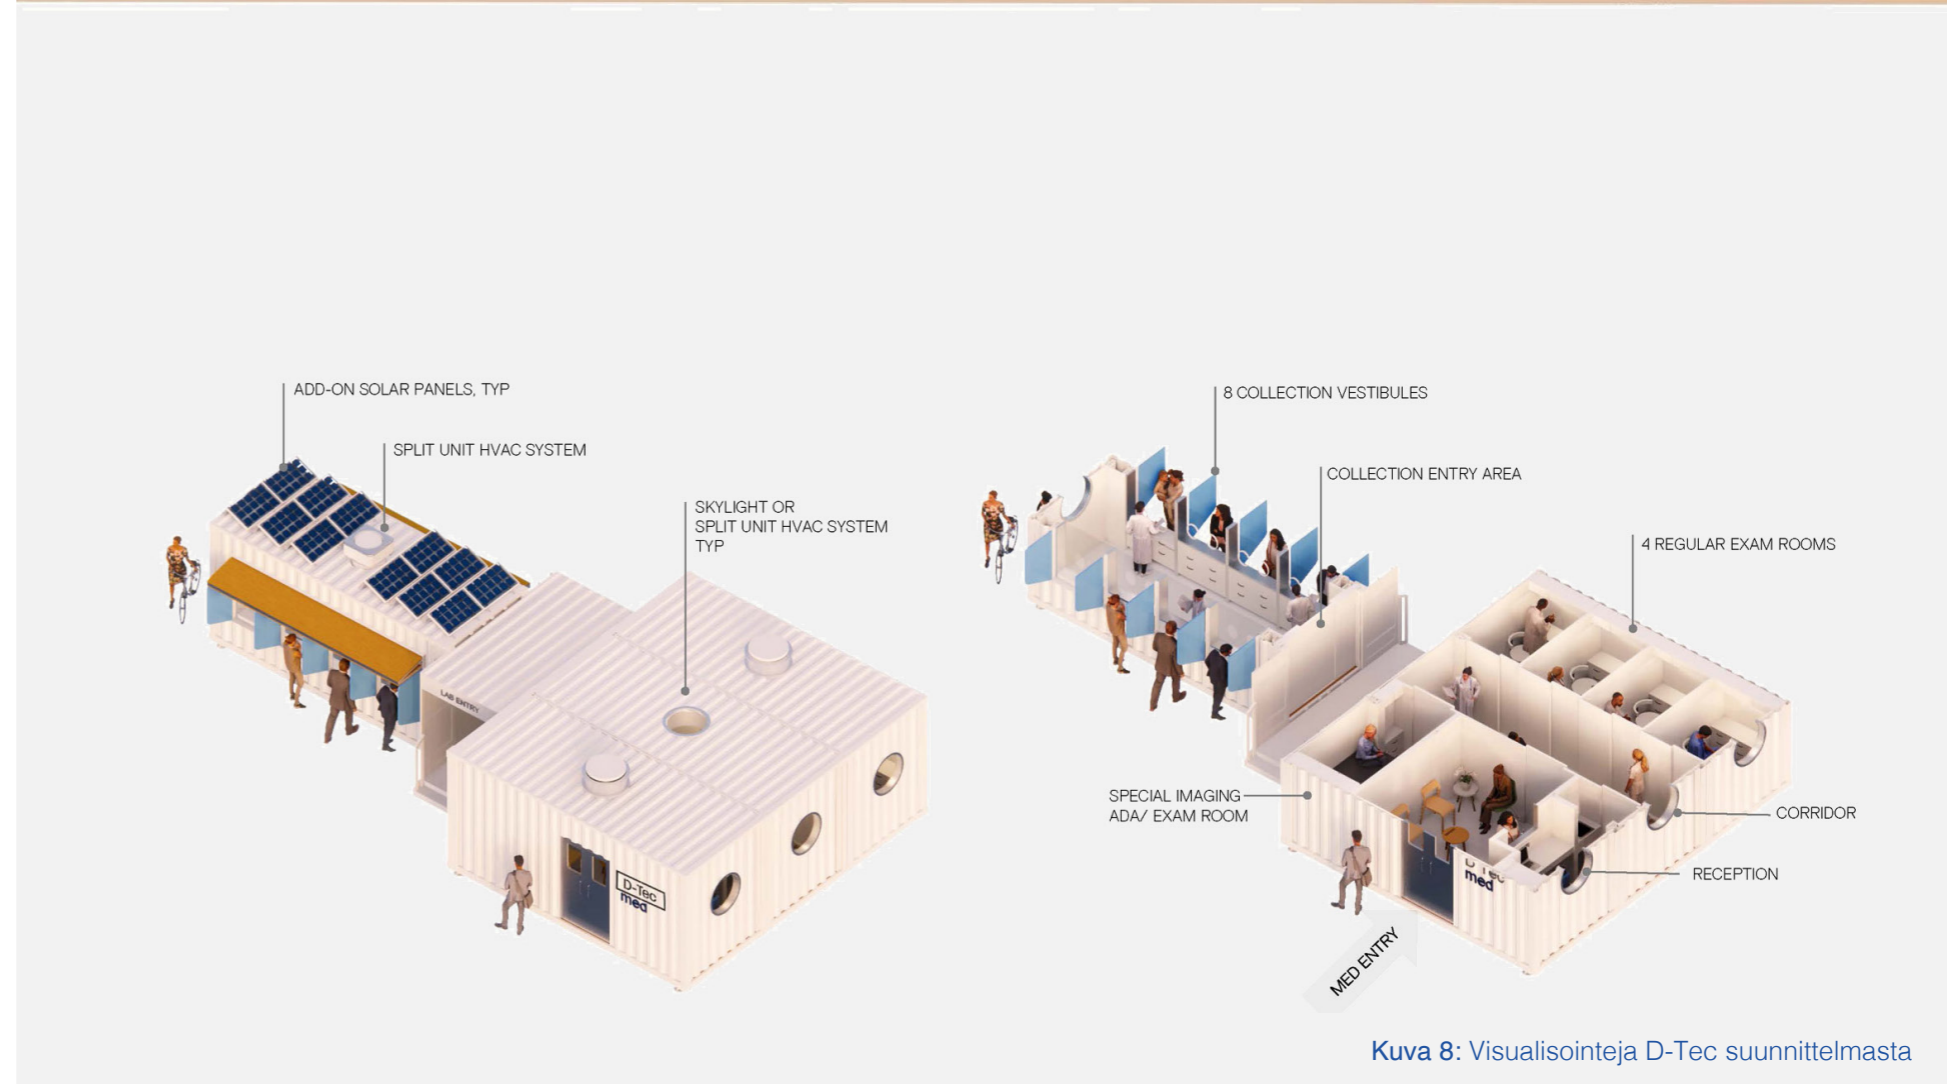 ADD-ON SOLAR PANELS, TYP
SPLIT UNIT HVAC SYSTEM
SKYLIGHT OR
SPLIT UNIT HVAC SYSTEM
TYP
LAB ENTRY
D-Tec
med
8 COLLECTION VESTIBULES
COLLECTION ENTRY AREA
4 REGULAR EXAM ROOMS
SPECIAL IMAGING
ADA/ EXAM ROOM
CORRIDOR
RECEPTION
med
MED ENTRY
Kuva 8: Visualisointeja D-Tec suunnittelmasta